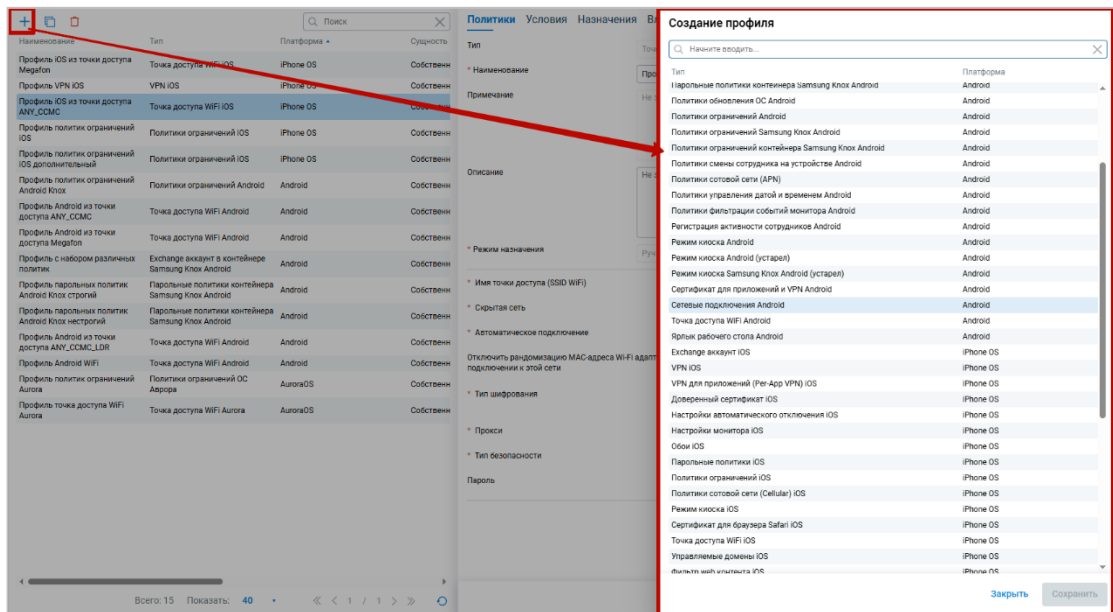 Поиск
Наименование Тип Платформа Сущность
Профиль iOS из точки доступа Megafon Точка доступа WiFi iOS iPhone OS Собственн
Профиль VPN iOS VPN iOS iPhone OS Собственн
Профиль iOS из точки доступа ANY_CCMC Точка доступа WiFi iOS iPhone OS Собственн
Профиль политик ограничений iOS Политики ограничений iOS iPhone OS Собственн
Профиль политик ограничений iOS дополнительный Политики ограничений iOS iPhone OS Собственн
Профиль политик ограничений Android Knox Политики ограничений Android Android Собственн
Профиль Android из точки доступа ANY_CCMC Точка доступа WiFi Android Android Собственн
Профиль Android из точки доступа Megafon Точка доступа WiFi Android Android Собственн
Профиль с набором различных политик Exchange аккаунт в контейнере Samsung Knox Android Android Собственн
Профиль парольных политик Android Knox строгий Парольные политики контейнера Samsung Knox Android Android Собственн
Профиль парольных политик Android Knox нестрогий Парольные политики контейнера Samsung Knox Android Android Собственн
Профиль Android из точки доступа ANY_CCMC_LDR Точка доступа WiFi Android Android Собственн
Профиль Android WiFi Точка доступа WiFi Android Android Собственн
Профиль политик ограничений Aurora Политики ограничений ОС Аврора AuroraOS Собственн
Профиль точка доступа WiFi Aurora Точка доступа WiFi Aurora AuroraOS Собственн
Всего: 15 Показать: 40 1 / 1
Политики Условия Назначения Вл
Тип Точк
* Наименование Про
Примечание Не з
Описание Не з
* Режим назначения Руч
* Имя точки доступа (SSID WiFi)
* Скрытая сеть
* Автоматическое подключение
Отключить рандомизацию MAC-адреса Wi-Fi адапт
подключении к этой сети
* Тип шифрования
* Прокси
* Тип безопасности
Пароль
Создание профиля
Начните вводить...
Тип Платформа
Парольные политики контейнера Samsung Knox Android Android
Политики обновления ОС Android Android
Политики ограничений Android Android
Политики ограничений Samsung Knox Android Android
Политики ограничений контейнера Samsung Knox Android Android
Политики смены сотрудника на устройстве Android Android
Политики сотовой сети (APN) Android
Политики управления датой и временем Android Android
Политики фильтрации событий монитора Android Android
Регистрация активности сотрудников Android Android
Режим киоска Android Android
Режим киоска Android (устарел) Android
Режим киоска Samsung Knox Android (устарел) Android
Сертификат для приложений и VPN Android Android
Сетевые подключения Android Android
Точка доступа WiFi Android Android
Ярлык рабочего стола Android Android
Exchange аккаунт iOS iPhone OS
VPN iOS iPhone OS
VPN для приложений (Per-App VPN) iOS iPhone OS
Доверенный сертификат iOS iPhone OS
Настройки автоматического отключения iOS iPhone OS
Настройки монитора iOS iPhone OS
Обои iOS iPhone OS
Парольные политики iOS iPhone OS
Политики ограничений iOS iPhone OS
Политики сотовой сети (Cellular) iOS iPhone OS
Режим киоска iOS iPhone OS
Сертификат для браузера Safari iOS iPhone OS
Точка доступа WiFi iOS iPhone OS
Управляемые домены iOS iPhone OS
Фильтр web контента iOS iPhone OS
Закрыть Сохранить